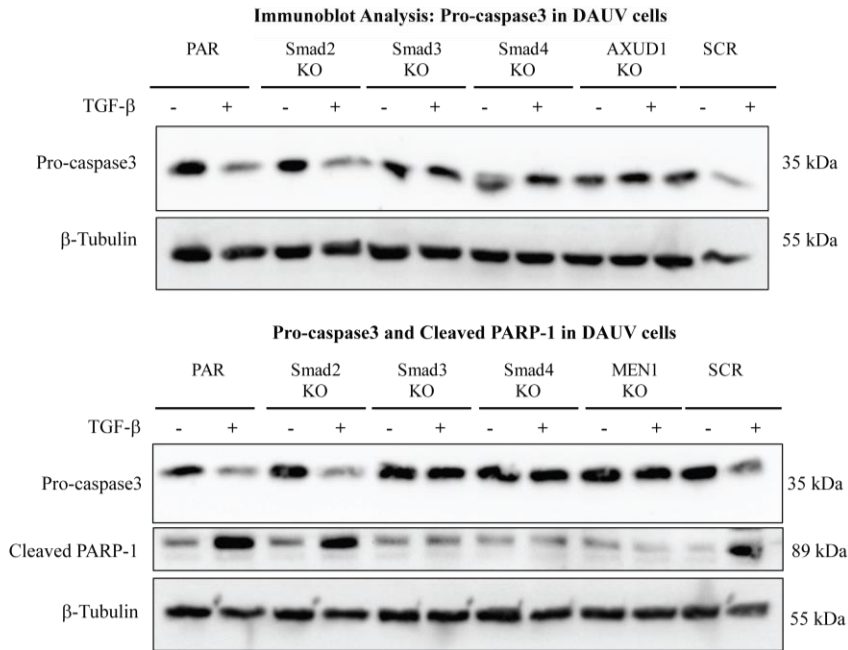 Immunoblot Analysis: Pro-caspase3 in DAUV cells
PAR Smad2 KO Smad3 KO Smad4 KO AXUD1 KO SCR
TGF-β - + - + - + - + - + - +
Pro-caspase3 35 kDa
β-Tubulin 55 kDa
Pro-caspase3 and Cleaved PARP-1 in DAUV cells
PAR Smad2 KO Smad3 KO Smad4 KO MEN1 KO SCR
TGF-β - + - + - + - + - + - +
Pro-caspase3 35 kDa
Cleaved PARP-1 89 kDa
β-Tubulin 55 kDa